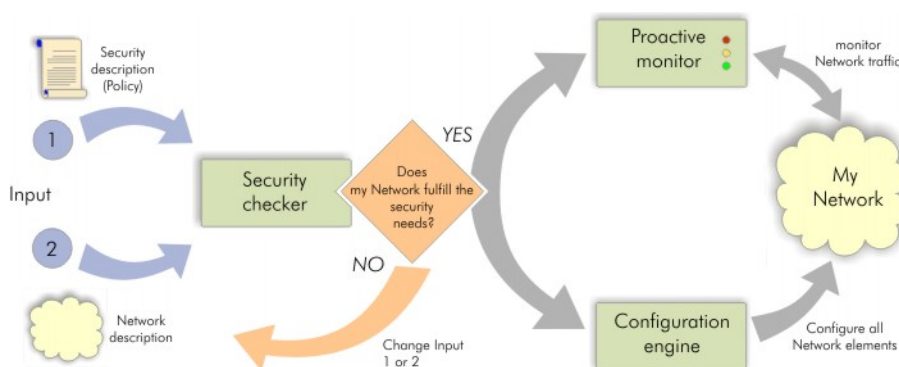 Security
description
(Policy)
1
Input
2
Network
description
Security
checker
Does
my Network fulfill the
security
needs?
YES
NO
Change Input
1 or 2
Proactive
monitor
monitor
Network traffic
My
Network
Configuration
engine
Configure all
Network elements